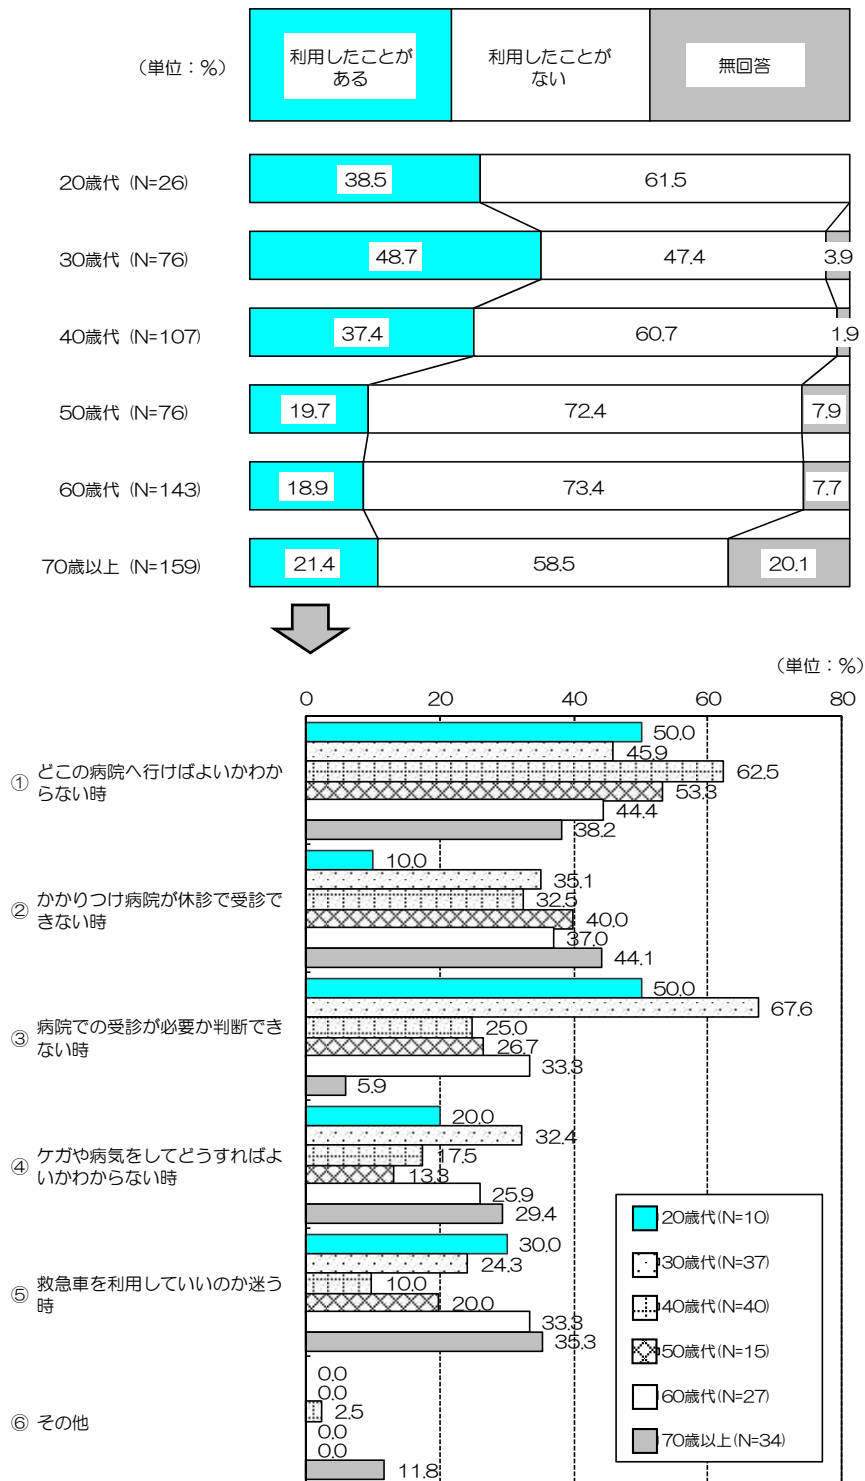 （単位：%）
利用したことが
ある
利用したことが
ない
無回答
20歳代 (N=26)
38.5
61.5
30歳代 (N=76)
48.7
47.4
3.9
40歳代 (N=107)
37.4
60.7
1.9
50歳代 (N=76)
19.7
72.4
7.9
60歳代 (N=143)
18.9
73.4
7.7
70歳以上 (N=159)
21.4
58.5
20.1
（単位：%）
0
20
40
60
80
① どこの病院へ行けばよいかわか
らない時
50.0
45.9
62.5
53.3
44.4
38.2
② かかりつけ病院が休診で受診で
きない時
10.0
35.1
32.5
40.0
37.0
44.1
③ 病院での受診が必要か判断でき
ない時
50.0
67.6
25.0
26.7
33.3
5.9
④ ケガや病気をしてどうすればよ
いかわからない時
20.0
32.4
17.5
13.3
25.9
29.4
⑤ 救急車を利用していいのか迷う
時
30.0
24.3
10.0
20.0
33.3
35.3
⑥ その他
0.0
0.0
2.5
0.0
0.0
11.8
20歳代(N=10)
30歳代(N=37)
40歳代(N=40)
50歳代(N=15)
60歳代(N=27)
70歳以上(N=34)